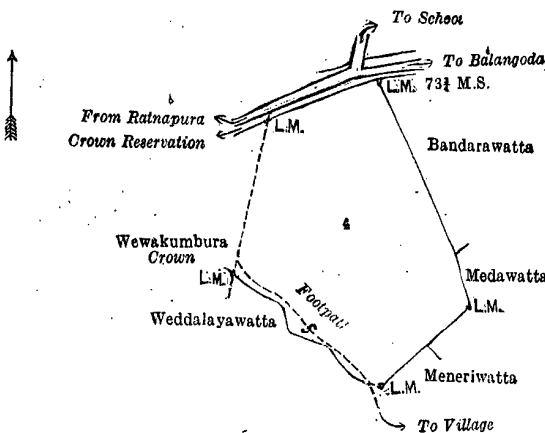 To School
To Balangoda
L.M. 73¾ M.S.
From Ratnapura
Crown Reservation
L.M.
Bandarawatta
4
Wewakumbura
Crown
L.M.
Footpath
Medawatta
Weddalayawatta
L.M.
Meneriwatta
L.M.
To Village